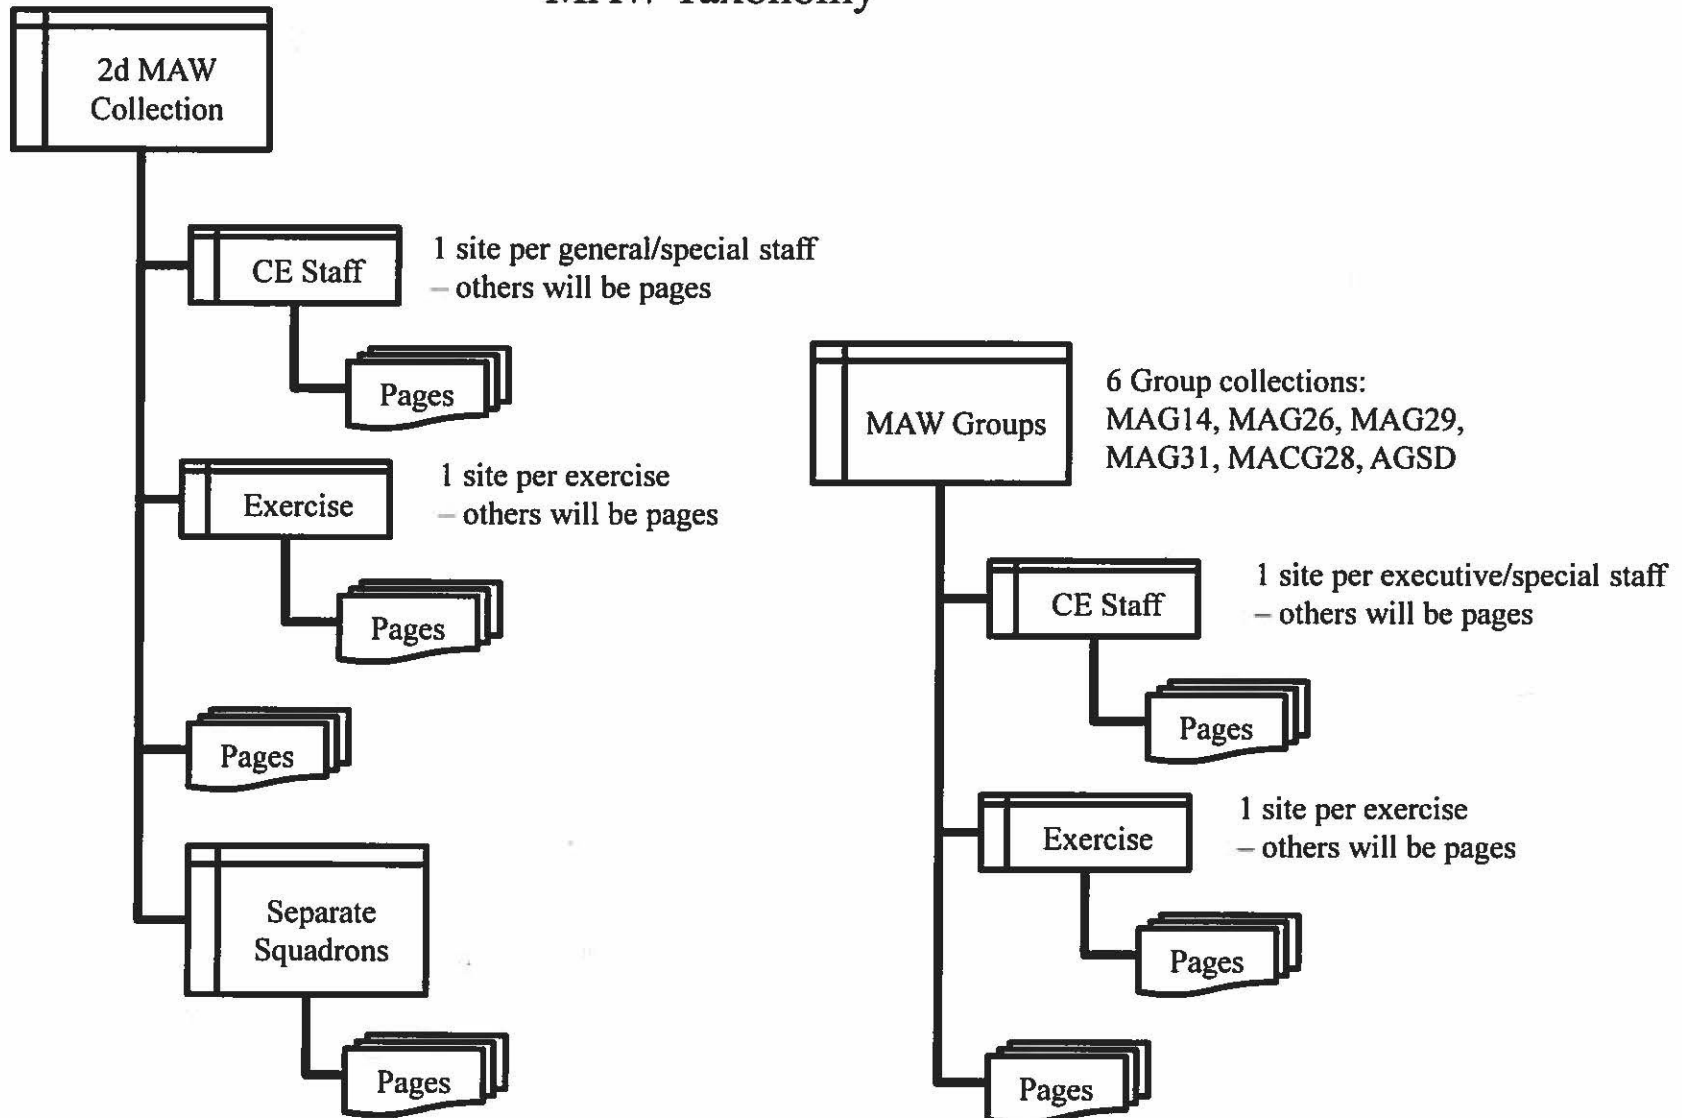 MAW Taxonomy
2d MAW
Collection
CE Staff
1 site per general/special staff
– others will be pages
Pages
Exercise
1 site per exercise
– others will be pages
Pages
Pages
Separate
Squadrons
Pages
MAW Groups
6 Group collections:
MAG14, MAG26, MAG29,
MAG31, MACG28, AGSD
CE Staff
1 site per executive/special staff
– others will be pages
Pages
Exercise
1 site per exercise
– others will be pages
Pages
Pages